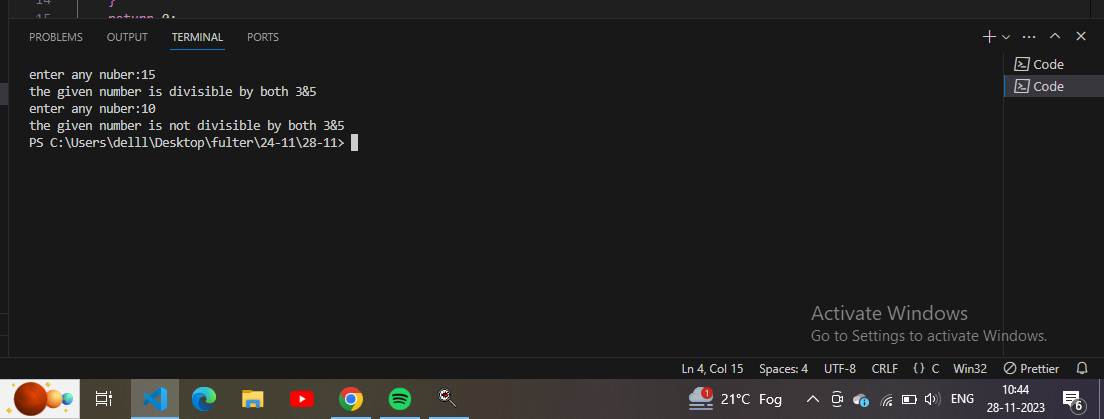 14 }
15 return 0;
PROBLEMS OUTPUT TERMINAL PORTS
enter any nuber:15
the given number is divisible by both 3&5
enter any nuber:10
the given number is not divisible by both 3&5
PS C:\Users\delll\Desktop\fulter\24-11\28-11>
Code
Code
Activate Windows
Go to Settings to activate Windows.
Ln 4, Col 15 Spaces: 4 UTF-8 CRLF {} C Win32 Prettier
1 21°C Fog ENG 10:44
28-11-2023 6